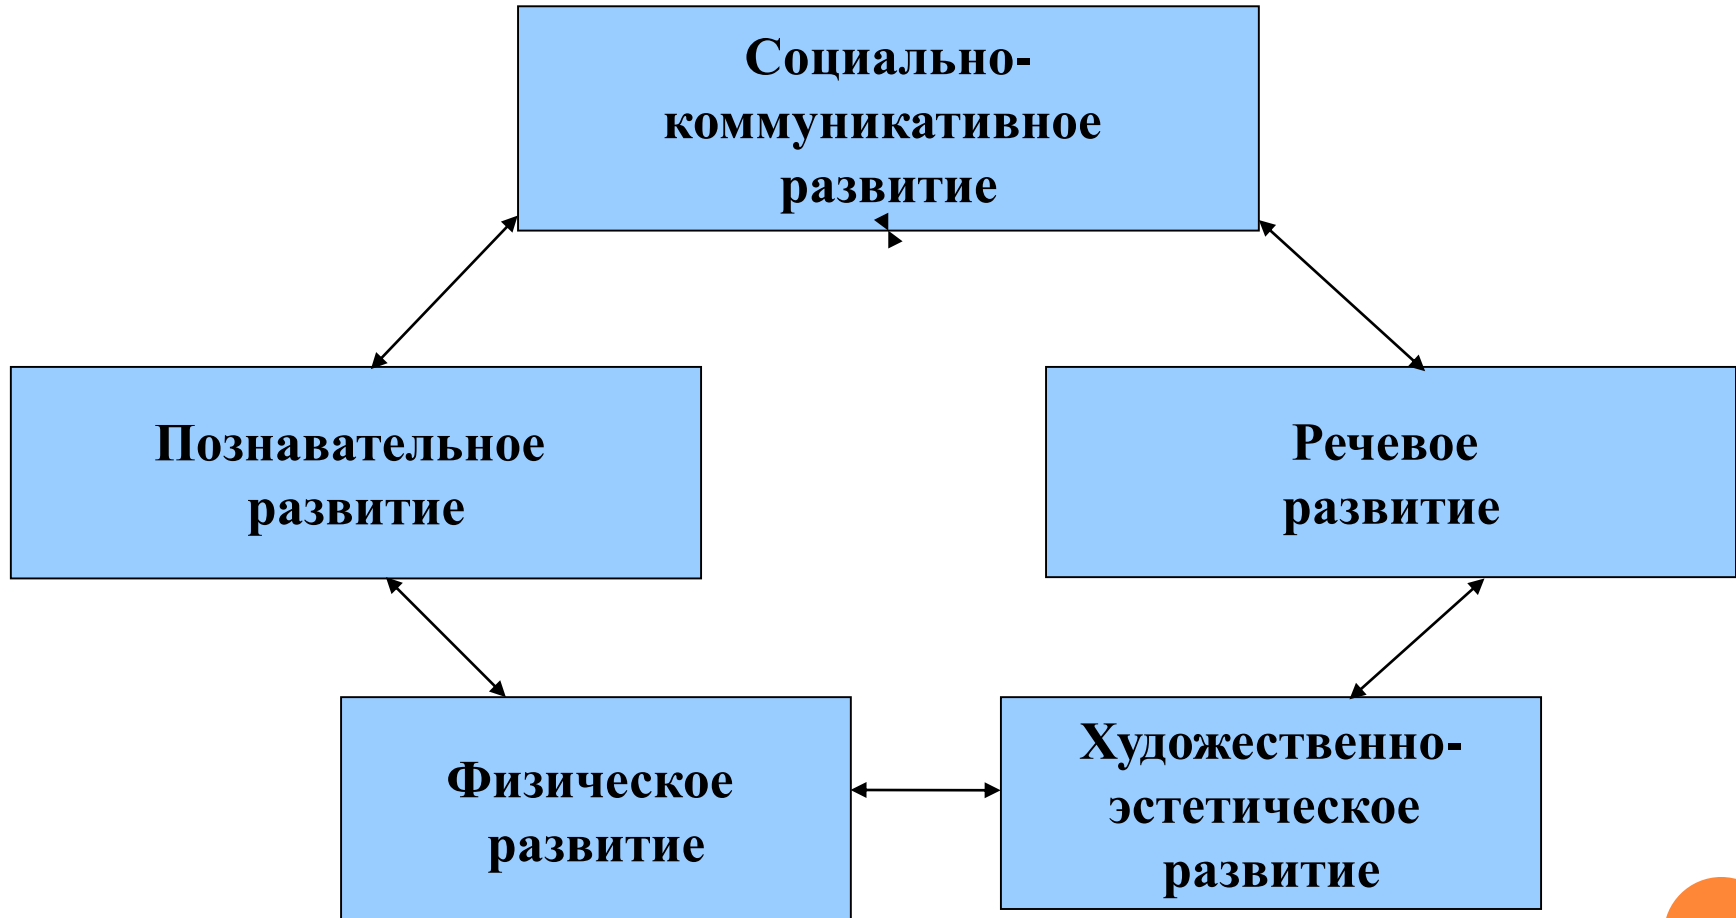 Социально-
коммуникативное
развитие
Познавательное
развитие
Речевое
развитие
Физическое
развитие
Художественно-
эстетическое
развитие